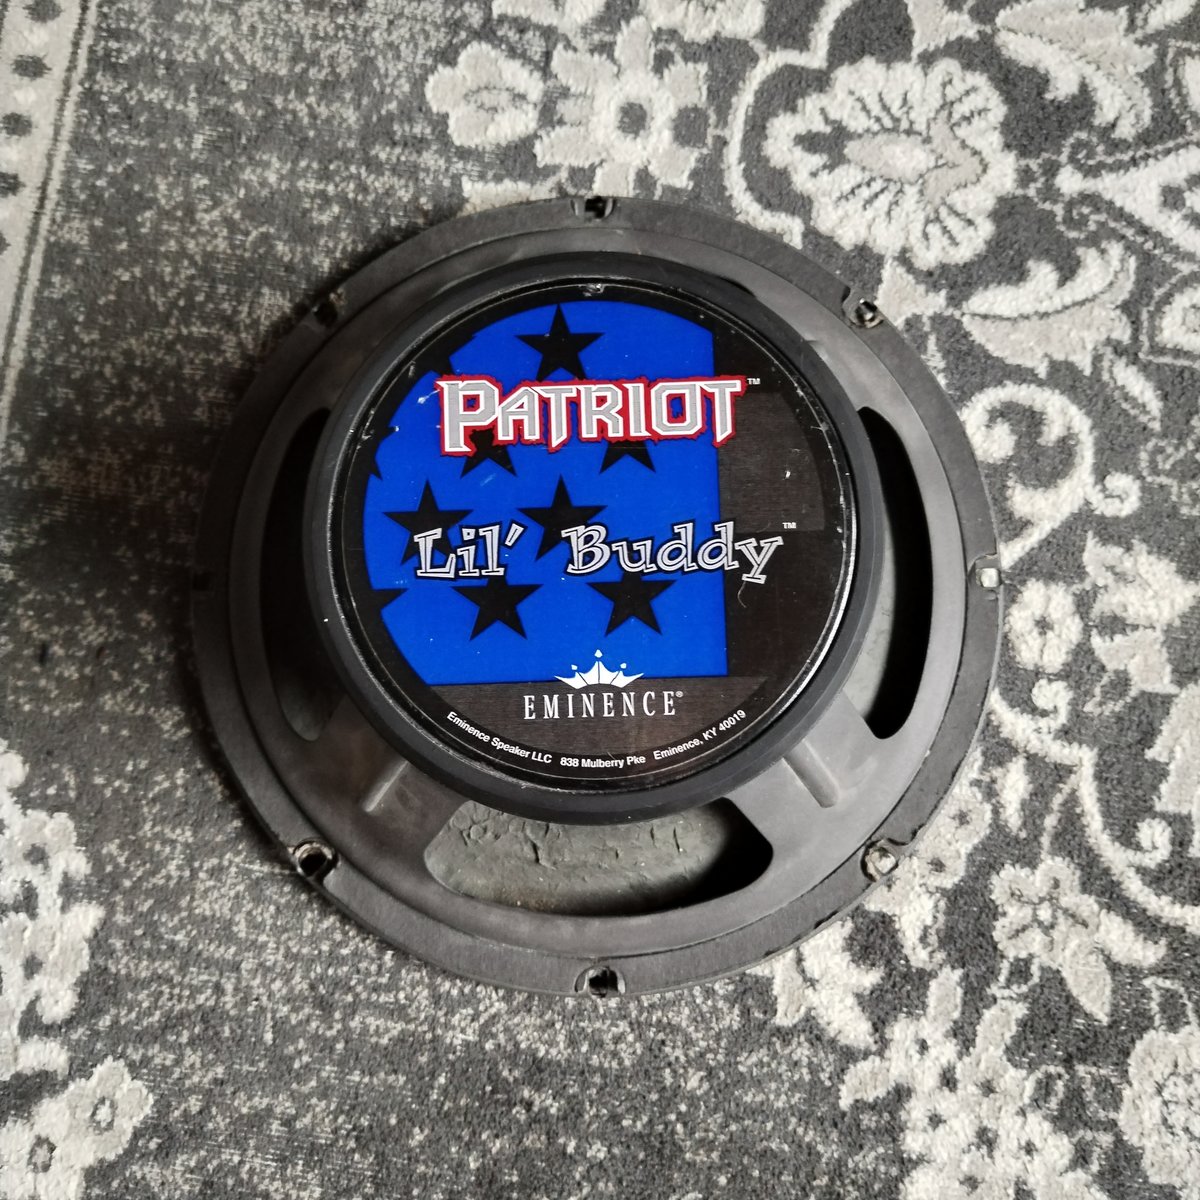 PATRIOT™
Lil' Buddy™
EMINENCE®
Eminence Speaker LLC 838 Mulberry Pke Eminence, KY 40019